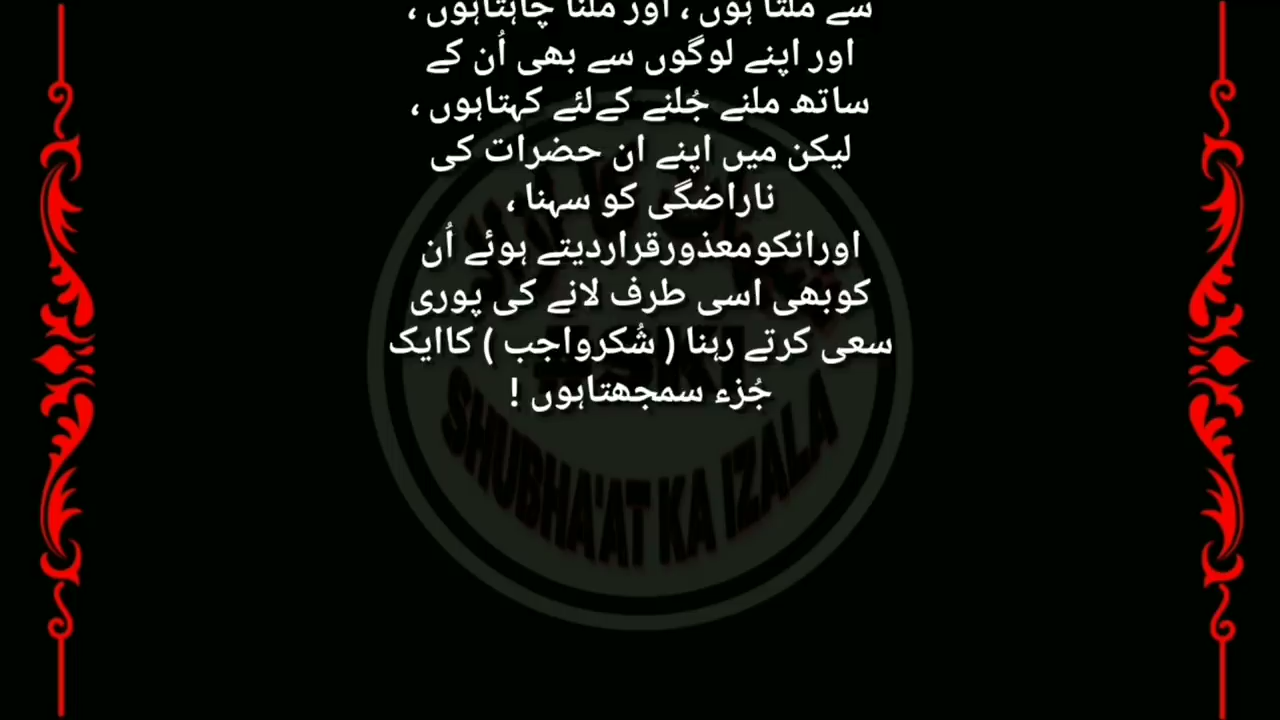 سے ملتا ہوں ، اور ملنا چاہتاہوں ،
اور اپنے لوگوں سے بھی اُن کے
ساتھ ملنے جُلنے کےلئے کہتاہوں ،
لیکن میں اپنے ان حضرات کی
ناراضگی کو سہنا ،
اورانکومعذورقراردیتے ہوئے اُن
کوبھی اسی طرف لانے کی پوری
سعی کرتے رہنا ( شُکرواجب ) کاایک
جُزء سمجھتاہوں !
SHUBHA'AT KA IZALA